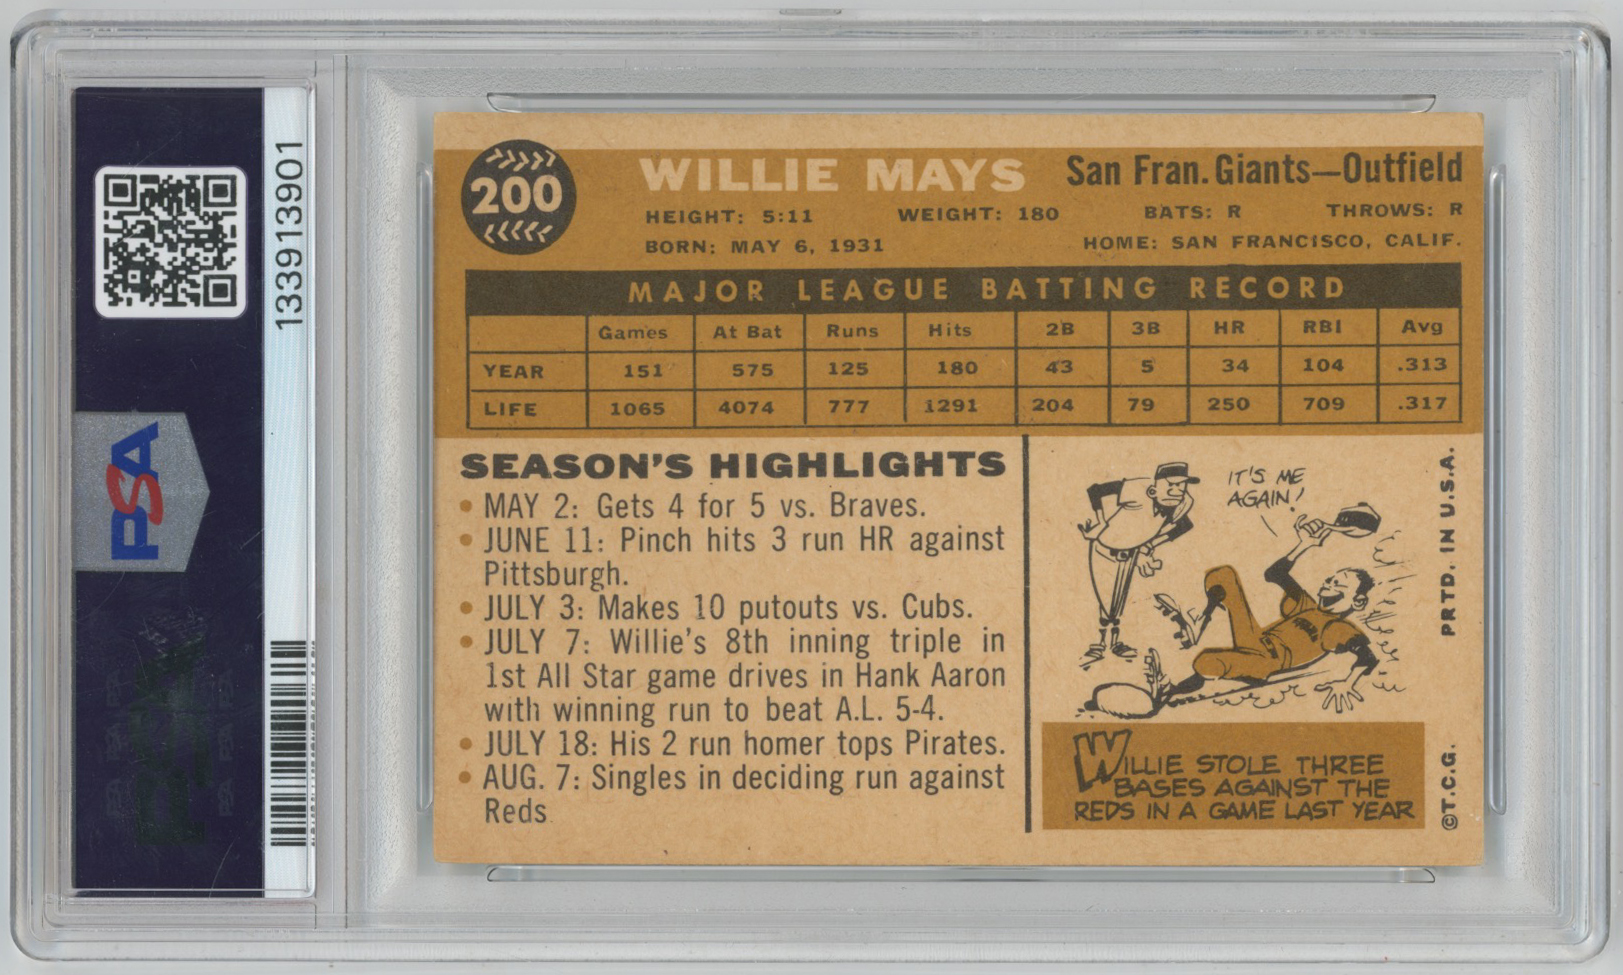 133913901
PSA
200
WILLIE MAYS
San Fran. Giants—Outfield
HEIGHT: 5:11 WEIGHT: 180 BATS: R THROWS: R
BORN: MAY 6, 1931 HOME: SAN FRANCISCO, CALIF.
MAJOR LEAGUE BATTING RECORD
Games At Bat Runs Hits 2B 3B HR RBI Avg
YEAR 151 575 125 180 43 5 34 104 .313
LIFE 1065 4074 777 1291 204 79 250 709 .317
SEASON'S HIGHLIGHTS
• MAY 2: Gets 4 for 5 vs. Braves.
• JUNE 11: Pinch hits 3 run HR against
Pittsburgh.
• JULY 3: Makes 10 putouts vs. Cubs.
• JULY 7: Willie's 8th inning triple in
1st All Star game drives in Hank Aaron
with winning run to beat A.L. 5-4.
• JULY 18: His 2 run homer tops Pirates.
• AUG. 7: Singles in deciding run against
Reds
IT'S ME
AGAIN!
WILLIE STOLE THREE
BASES AGAINST THE
REDS IN A GAME LAST YEAR
©T.C.G. PRTD. IN U.S.A.